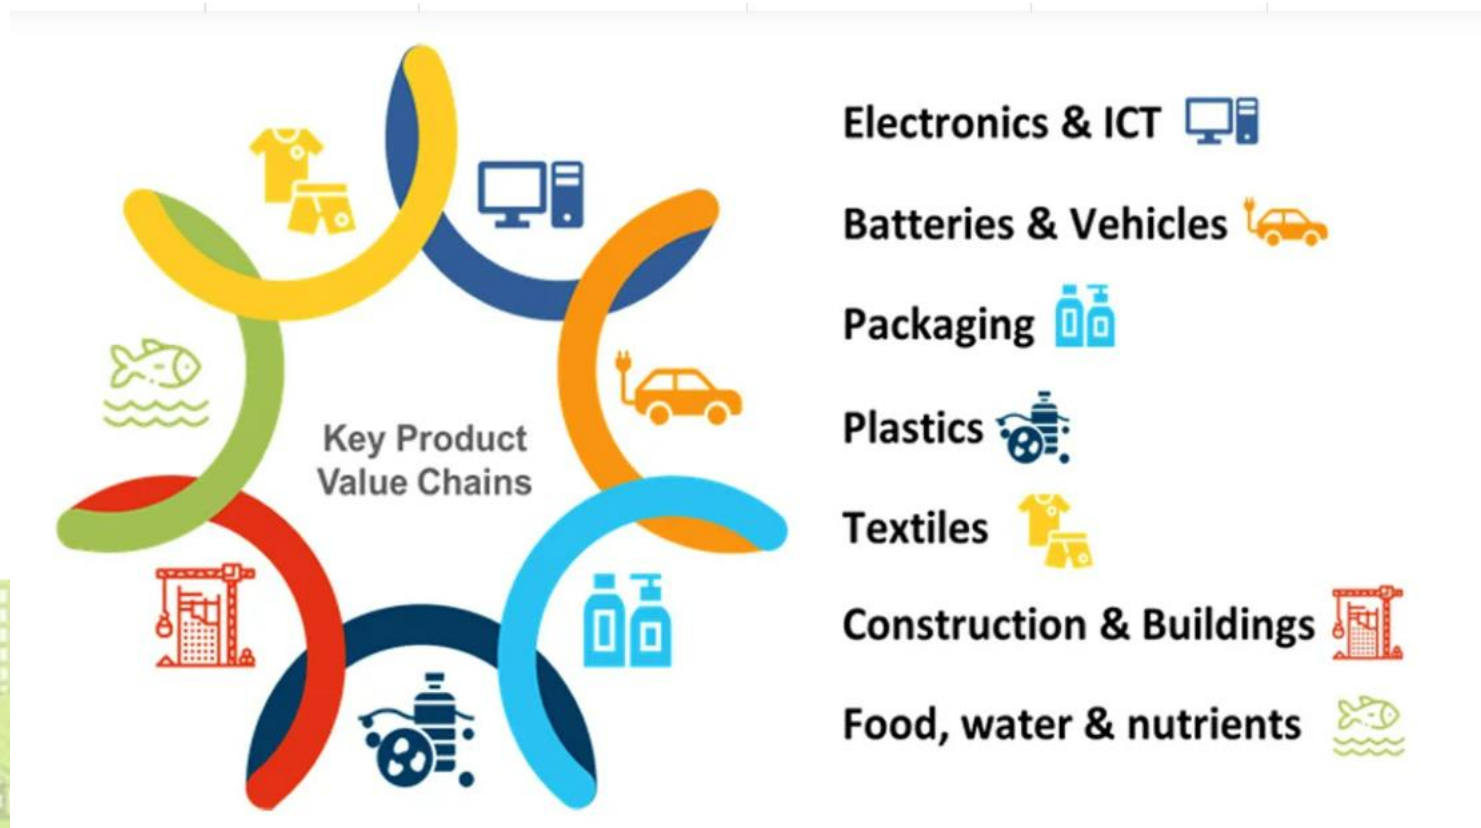 Key Product
Value Chains
Electronics & ICT
Batteries & Vehicles
Packaging
Plastics
Textiles
Construction & Buildings
Food, water & nutrients